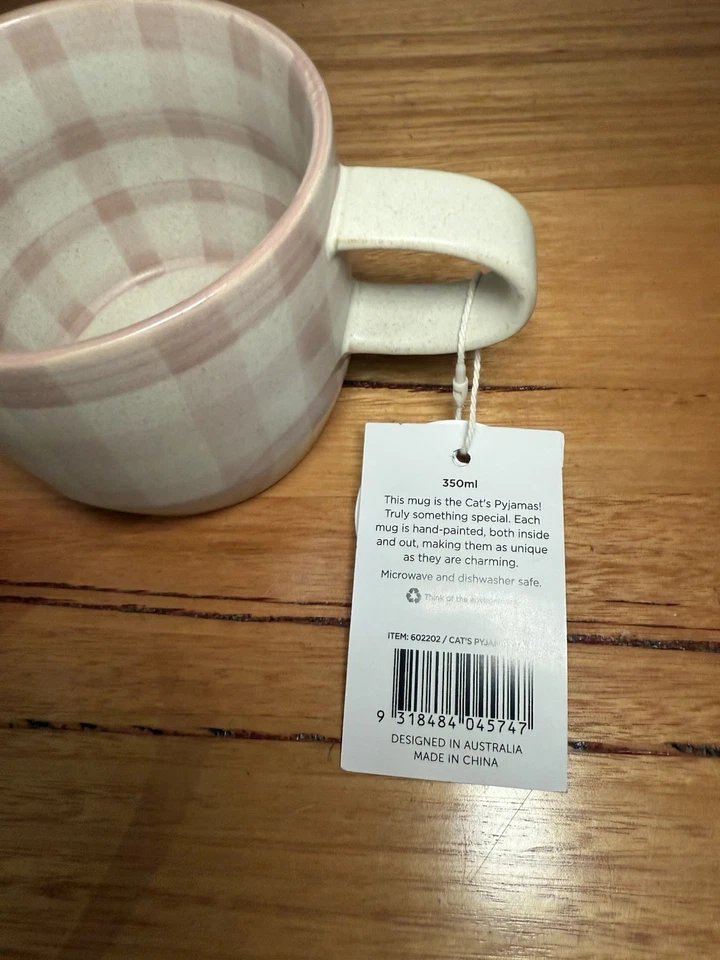 350ml
This mug is the Cat's Pyjamas!
Truly something special. Each
mug is hand-painted, both inside
and out, making them as unique
as they are charming.
Microwave and dishwasher safe.
Think of the
ITEM: 602202 / CAT'S
9 318484 045747
DESIGNED IN AUSTRALIA
MADE IN CHINA